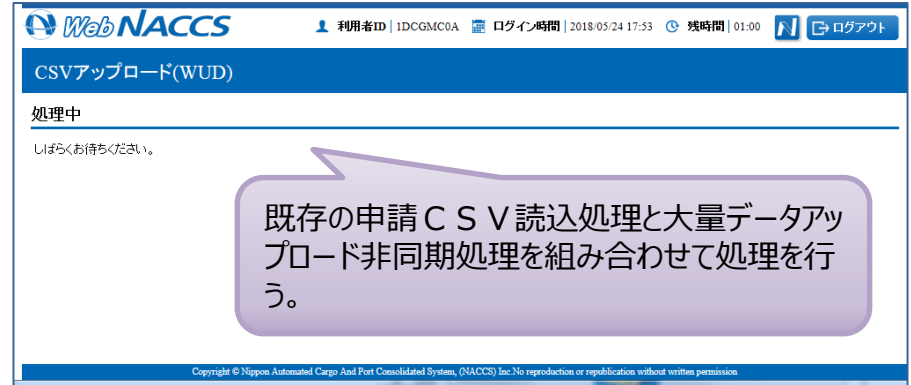 Web NACCS 利用者ID | 1DCGMC0A ログイン時間 | 2018/05/24 17:53 残時間 | 01:00 N ログアウト
CSVアップロード(WUD)
処理中
しばらくお待ちください。
既存の申請CSV読込処理と大量データアッ
プロード非同期処理を組み合わせて処理を行
う。
Copyright © Nippon Automated Cargo And Port Consolidated System, (NACCS) Inc.No reproduction or republication without written permission